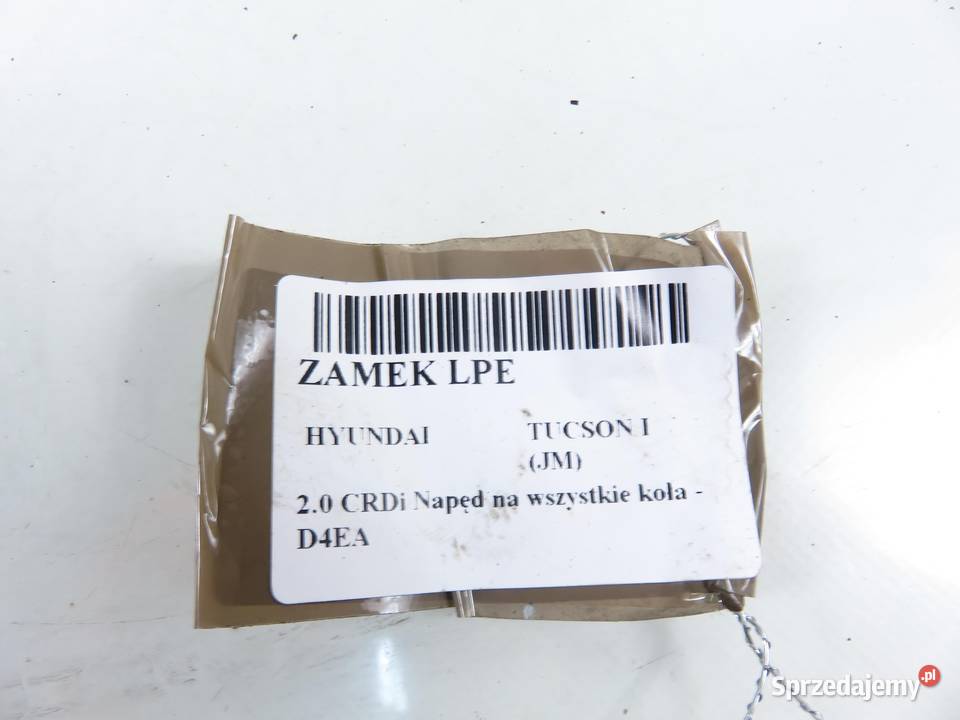 ZAMEK LPE
HYUNDAI TUCSON I
(JM)
2.0 CRDi Napęd na wszystkie koła -
D4EA
Sprzedajemy.pl